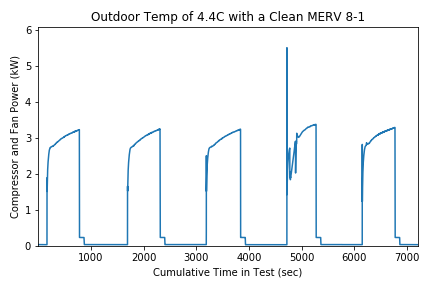 Outdoor Temp of 4.4C with a Clean MERV 8-1
Compressor and Fan Power (kW)
6
5
4
3
2
1
0
1000 2000 3000 4000 5000 6000 7000
Cumulative Time in Test (sec)